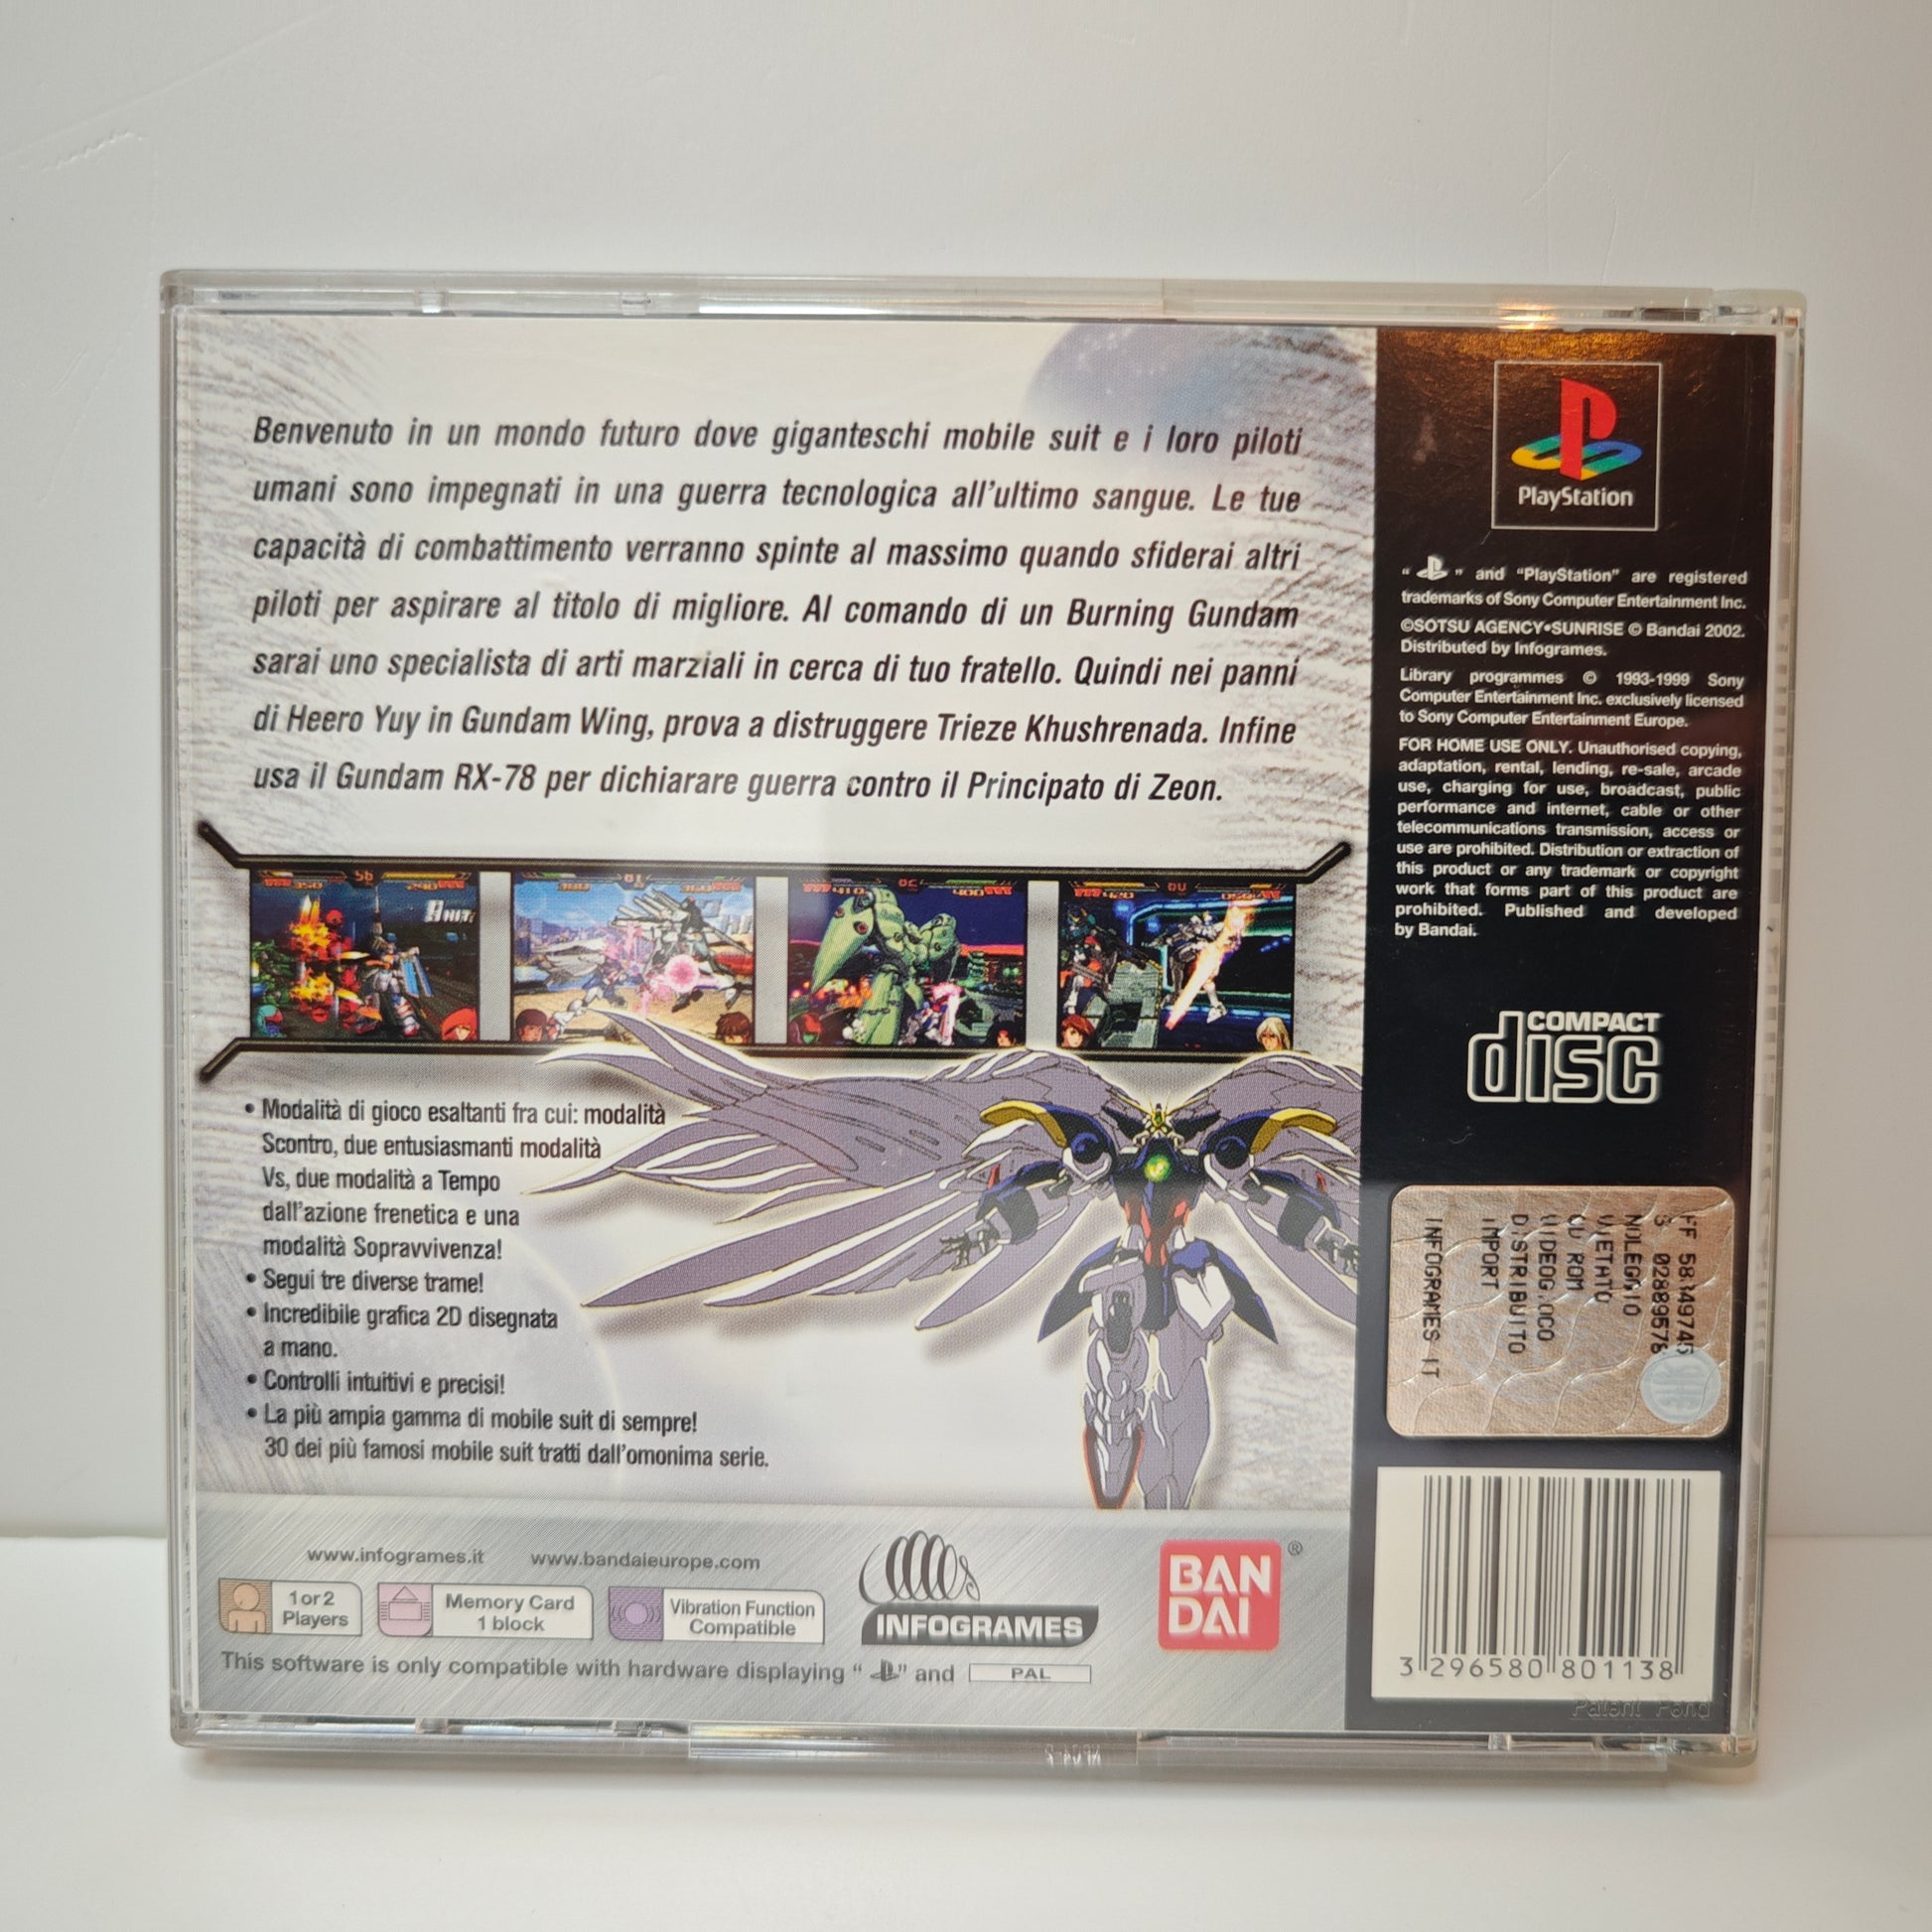 Benvenuto in un mondo futuro dove giganteschi mobile suit e i loro piloti
umani sono impegnati in una guerra tecnologica all'ultimo sangue. Le tue
capacità di combattimento verranno spinte al massimo quando sfiderai altri
piloti per aspirare al titolo di migliore. Al comando di un Burning Gundam
sarai uno specialista di arti marziali in cerca di tuo fratello. Quindi nei panni
di Heero Yuy in Gundam Wing, prova a distruggere Trieze Khushrenada. Infine
usa il Gundam RX-78 per dichiarare guerra contro il Principato di Zeon.
• Modalità di gioco esaltanti fra cui: modalità
Scontro, due entusiasmanti modalità
Vs, due modalità a Tempo
dall'azione frenetica e una
modalità Sopravvivenza!
• Segui tre diverse trame!
• Incredibile grafica 2D disegnata
a mano.
• Controlli intuitivi e precisi!
• La più ampia gamma di mobile suit di sempre!
30 dei più famosi mobile suit tratti dall'omonima serie.
www.infogrames.it
www.bandaieurope.com
1 or 2
Players
Memory Card
1 block
Vibration Function
Compatible
INFOGRAMES
BAN
DAI
®
This software is only compatible with hardware displaying " " and PAL
PlayStation
" " and "PlayStation" are registered
trademarks of Sony Computer Entertainment Inc.
©SOTSU AGENCY•SUNRISE © Bandai 2002.
Distributed by Infogrames.
Library programmes © 1993-1999 Sony
Computer Entertainment Inc. exclusively licensed
to Sony Computer Entertainment Europe.
FOR HOME USE ONLY. Unauthorised copying,
adaptation, rental, lending, re-sale, arcade
use, charging for use, broadcast, public
performance and internet, cable or other
telecommunications transmission, access or
use are prohibited. Distribution or extraction of
this product or any trademark or copyright
work that forms part of this product are
prohibited. Published and developed
by Bandai.
COMPACT
disc
FF 58149745
3 02889576
NOLEGGIO
VIETATO
CD ROM
VIDEOGIOCO
DISTRIBUITO
IMPORT
INFOGRAMES IT
3 296580 801138
Patent Pend